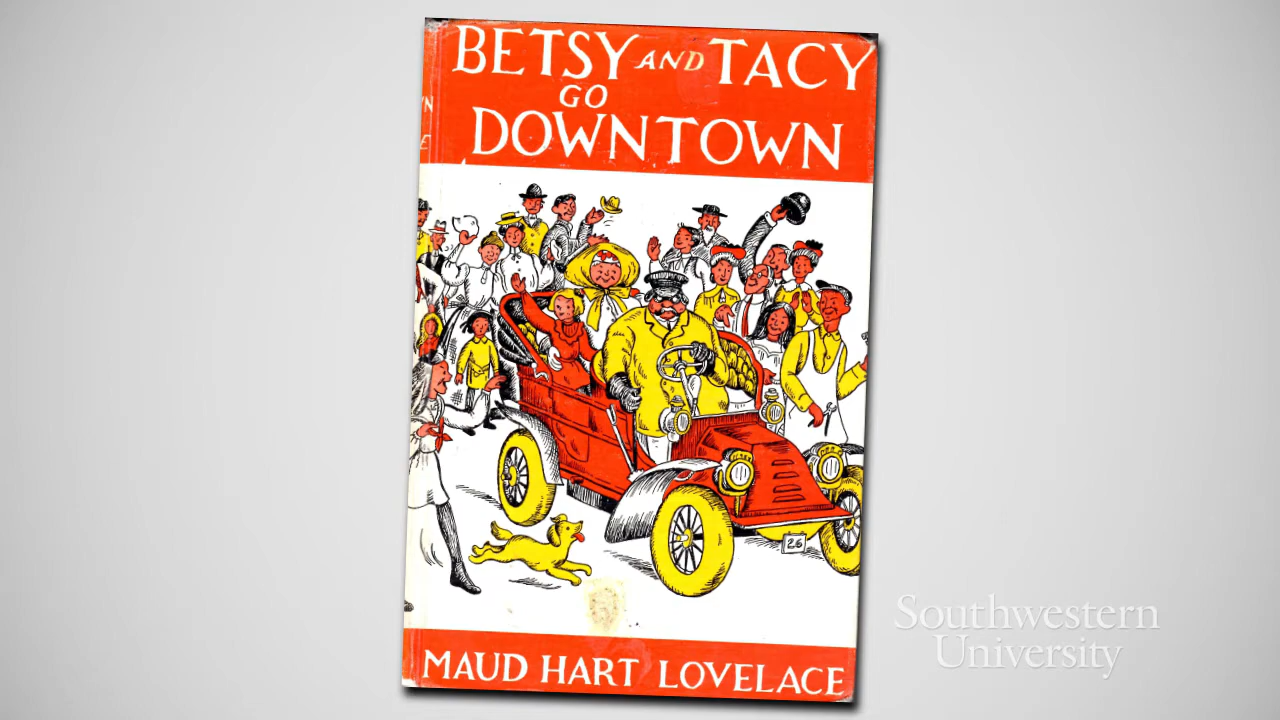 BETSY AND TACY
GO
DOWNTOWN
N
E
26
MAUD HART LOVELACE
Southwestern
University